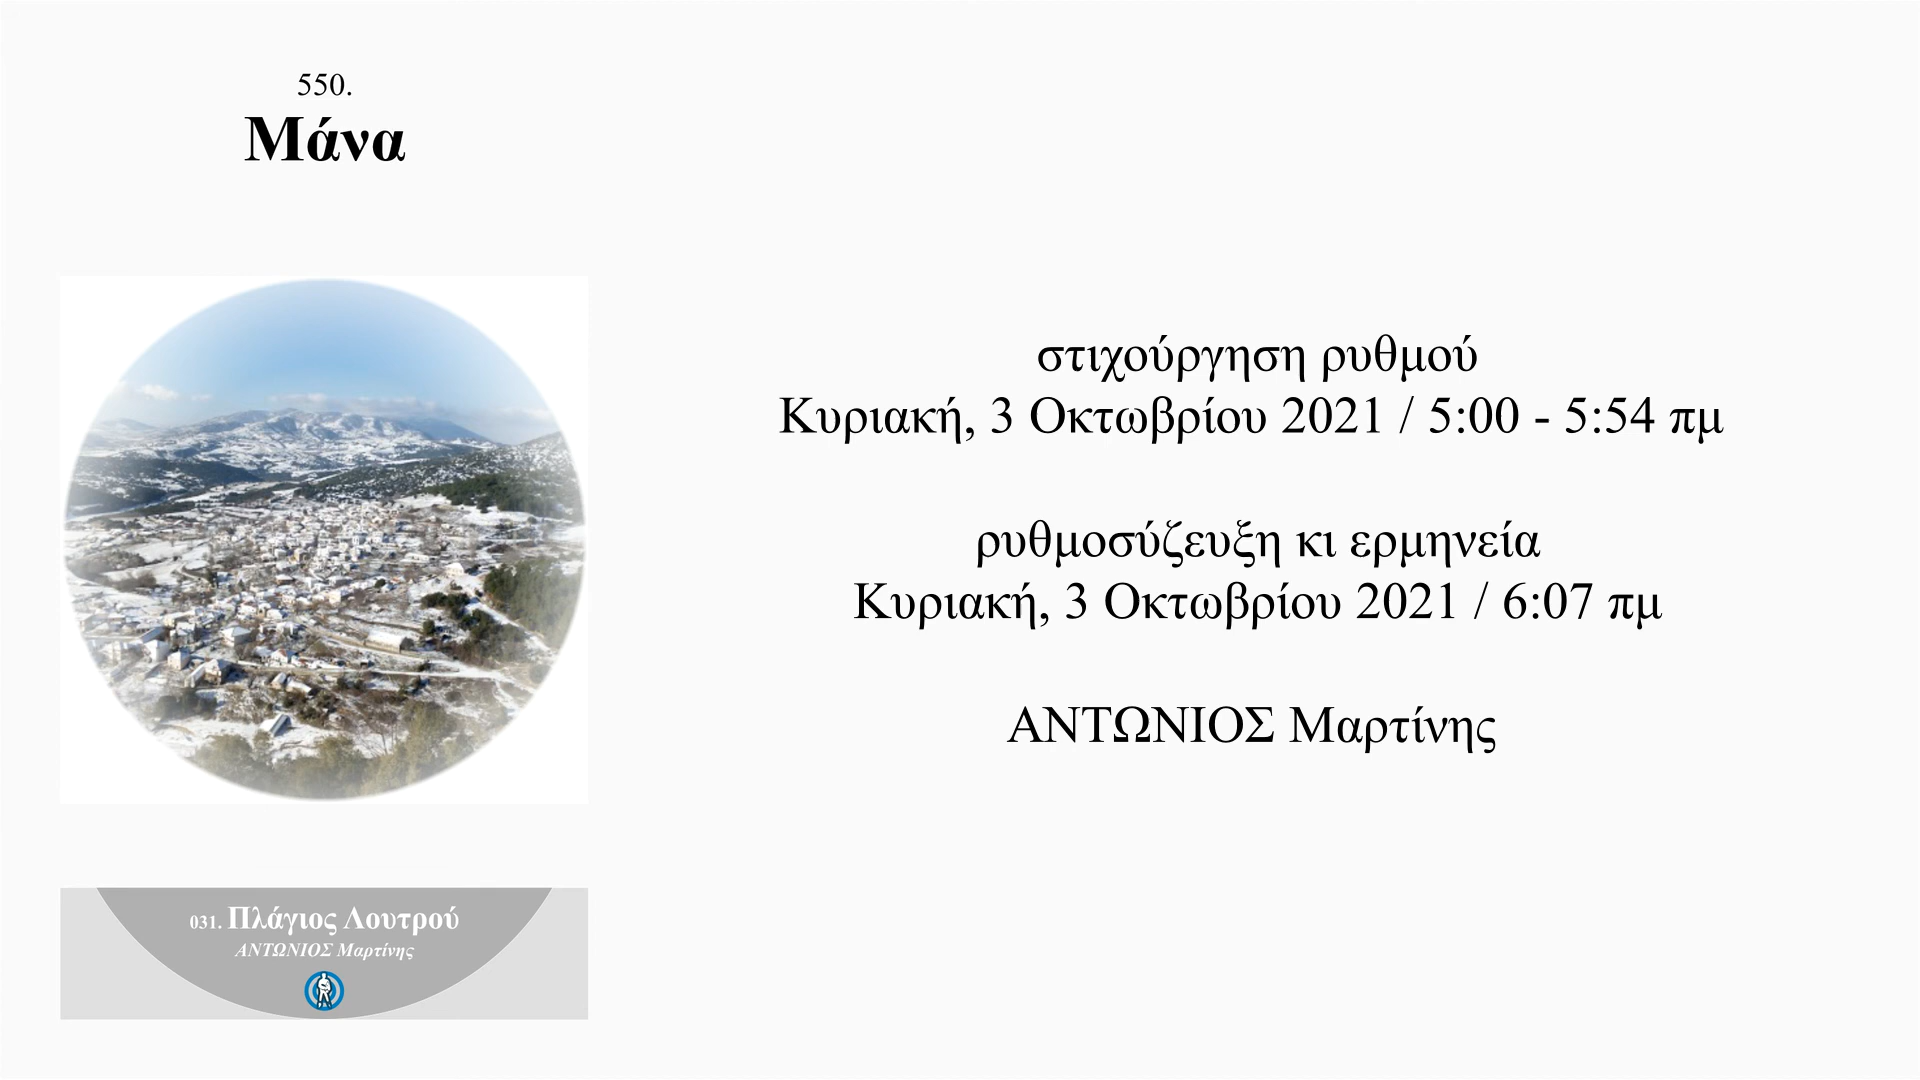 550.
Μάνα
στιχούργηση ρυθμού
Κυριακή, 3 Οκτωβρίου 2021 / 5:00 - 5:54 πμ
ρυθμοσύζευξη κι ερμηνεία
Κυριακή, 3 Οκτωβρίου 2021 / 6:07 πμ
ΑΝΤΩΝΙΟΣ Μαρτίνης
031. Πλάγιος Λουτρού
ΑΝΤΩΝΙΟΣ Μαρτίνης